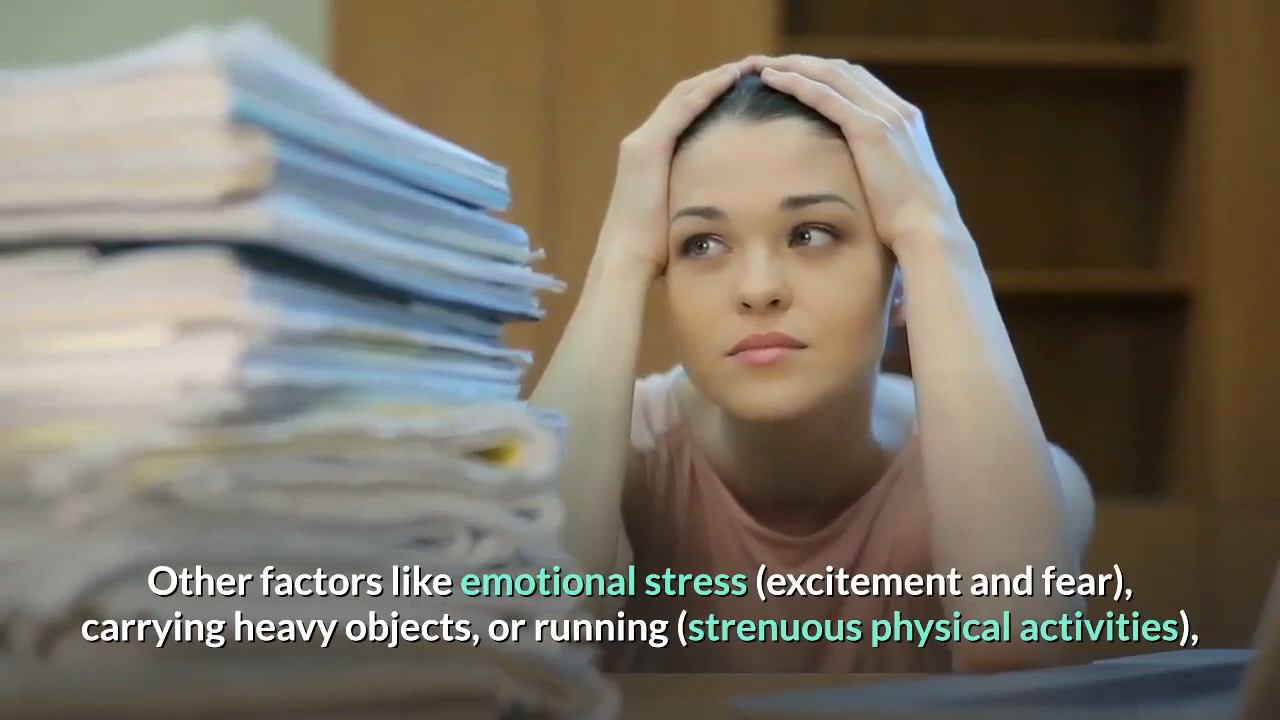 Other factors like emotional stress (excitement and fear),
carrying heavy objects, or running (strenuous physical activities),